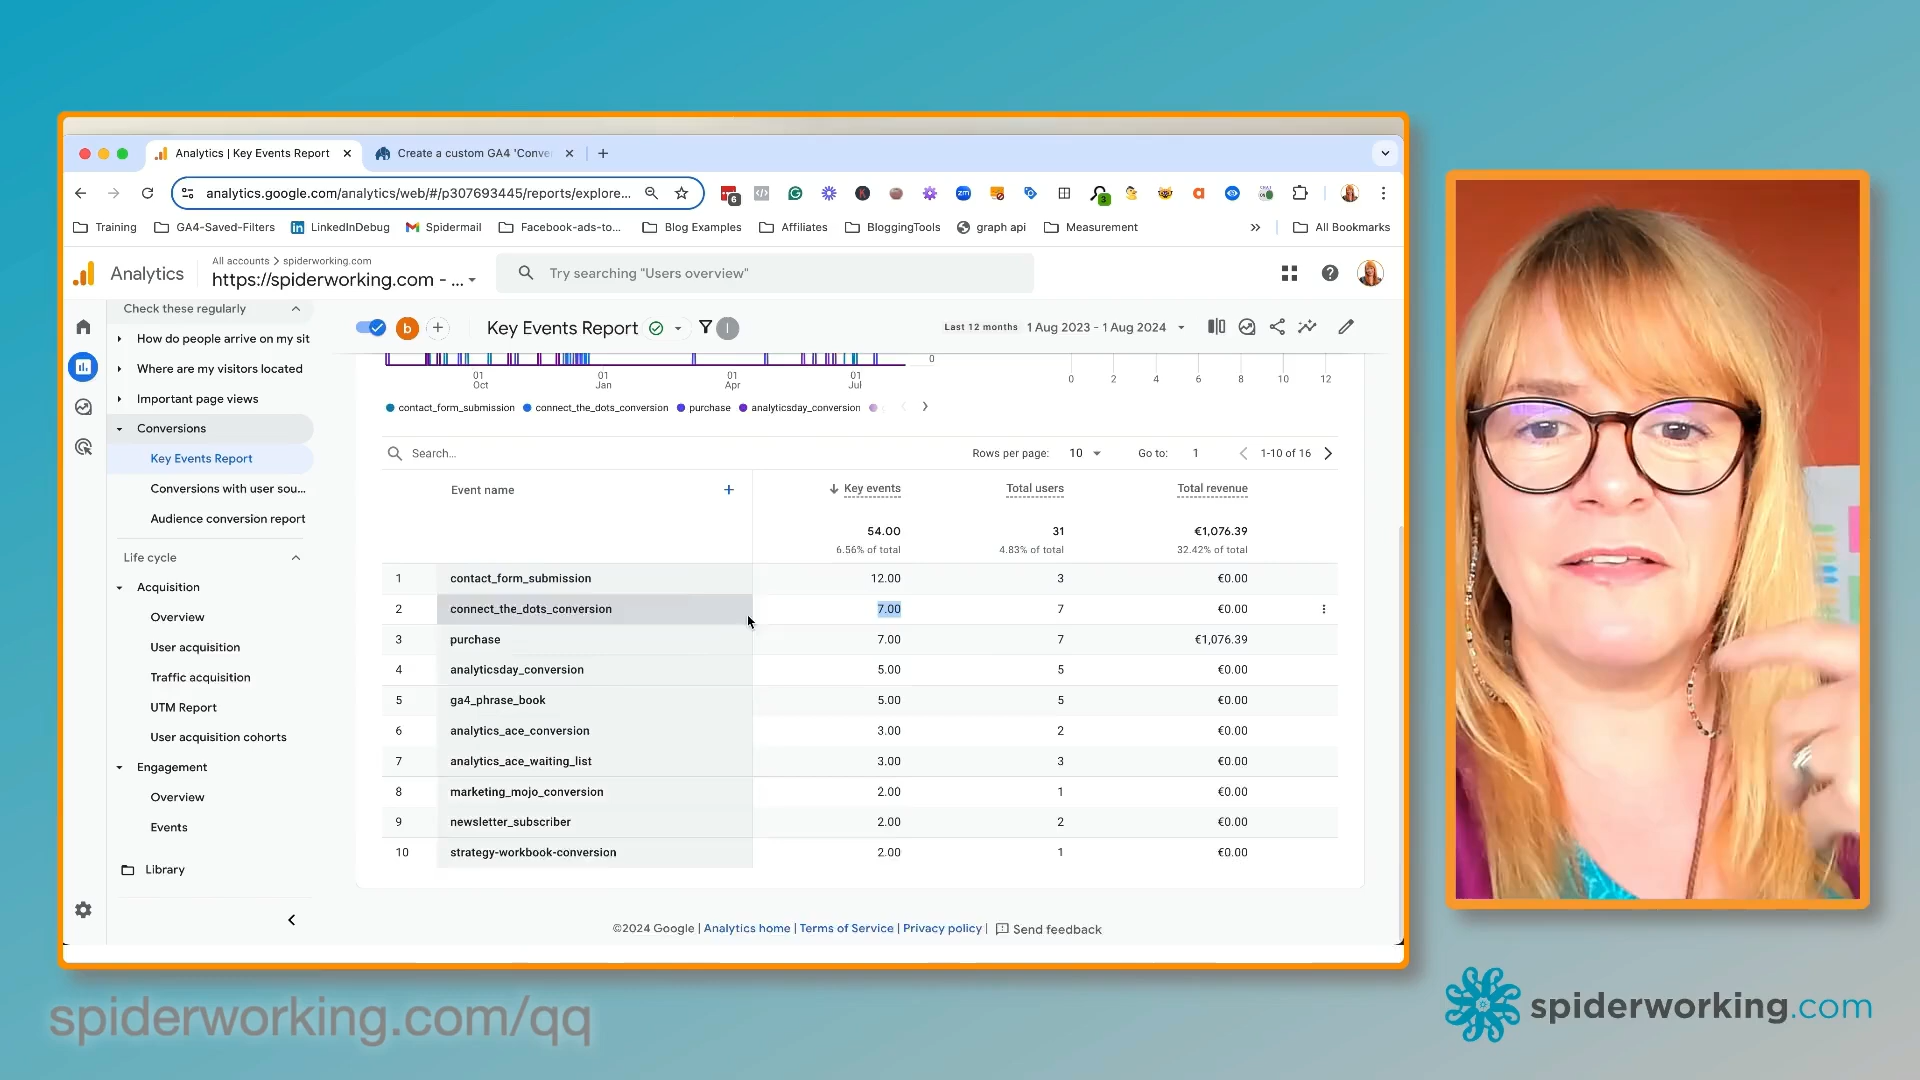 Analytics | Key Events Report
Create a custom GA4 'Conve
analytics.google.com/analytics/web/#/p307693445/reports/explore...
6
3
Training
GA4-Saved-Filters
LinkedInDebug
Spidermail
Facebook-ads-to...
Blog Examples
Affiliates
BloggingTools
graph api
Measurement
All Bookmarks
Analytics
All accounts > spiderworking.com
https://spiderworking.com - ...
Try searching "Users overview"
Check these regularly
How do people arrive on my sit
Where are my visitors located
Important page views
Conversions
Key Events Report
Conversions with user sou...
Audience conversion report
Life cycle
Acquisition
Overview
User acquisition
Traffic acquisition
UTM Report
User acquisition cohorts
Engagement
Overview
Events
Library
b
Key Events Report
I
Last 12 months 1 Aug 2023 - 1 Aug 2024
0
01 Oct
01 Jan
01 Apr
01 Jul
0 2 4 6 8 10 12
contact_form_submission connect_the_dots_conversion purchase analyticsday_conversion
Search...
Rows per page: 10 Go to: 1 1-10 of 16
Event name Key events Total users Total revenue
54.00 31 €1,076.39
6.56% of total 4.83% of total 32.42% of total
1 contact_form_submission 12.00 3 €0.00
2 connect_the_dots_conversion 7.00 7 €0.00
3 purchase 7.00 7 €1,076.39
4 analyticsday_conversion 5.00 5 €0.00
5 ga4_phrase_book 5.00 5 €0.00
6 analytics_ace_conversion 3.00 2 €0.00
7 analytics_ace_waiting_list 3.00 3 €0.00
8 marketing_mojo_conversion 2.00 1 €0.00
9 newsletter_subscriber 2.00 2 €0.00
10 strategy-workbook-conversion 2.00 1 €0.00
©2024 Google | Analytics home | Terms of Service | Privacy policy | Send feedback
spiderworking.com/qq
spiderworking.com